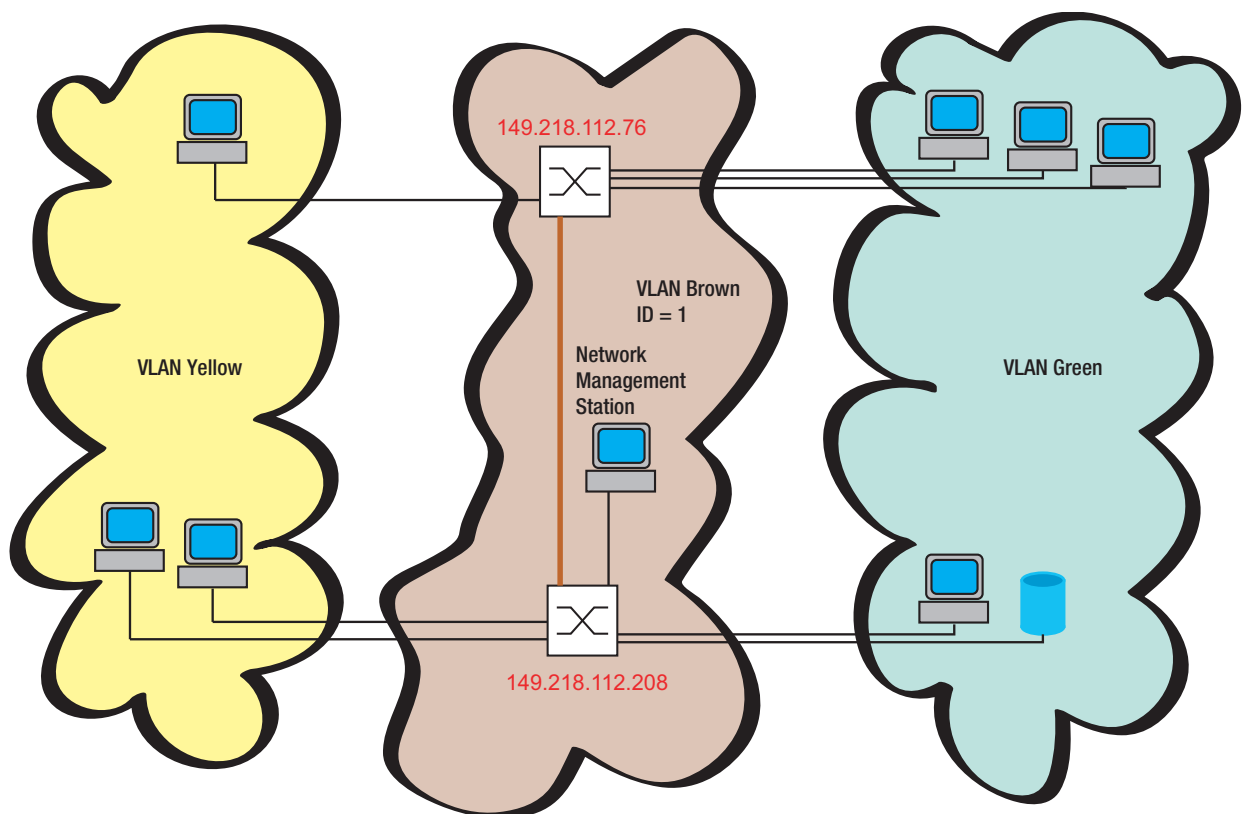 149.218.112.76
VLAN Brown
ID = 1
Network
Management
Station
VLAN Yellow
VLAN Green
149.218.112.208